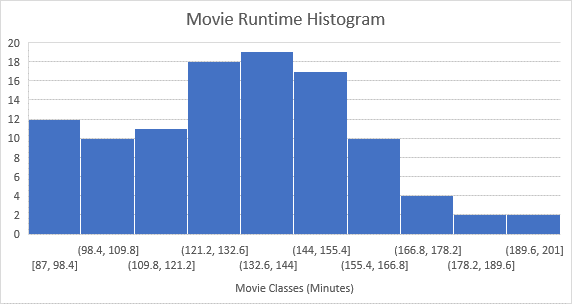 Movie Runtime Histogram
20
18
16
14
12
10
8
6
4
2
0
(98.4, 109.8] (121.2, 132.6] (144, 155.4] (166.8, 178.2] (189.6, 201]
[87, 98.4] (109.8, 121.2] (132.6, 144] (155.4, 166.8] (178.2, 189.6]
Movie Classes (Minutes)